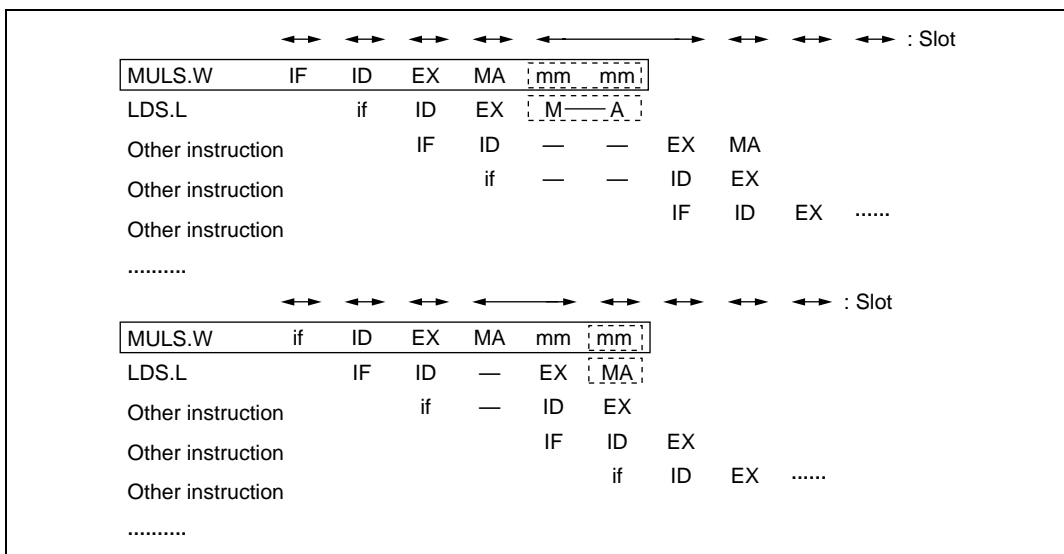 : Slot
MULS.W IF ID EX MA mm mm
LDS.L if ID EX M A
Other instruction IF ID — — EX MA
Other instruction if — — ID EX
Other instruction IF ID EX ......
..........
: Slot
MULS.W if ID EX MA mm mm
LDS.L IF ID — EX MA
Other instruction if — ID EX
Other instruction IF ID EX
Other instruction if ID EX ......
..........